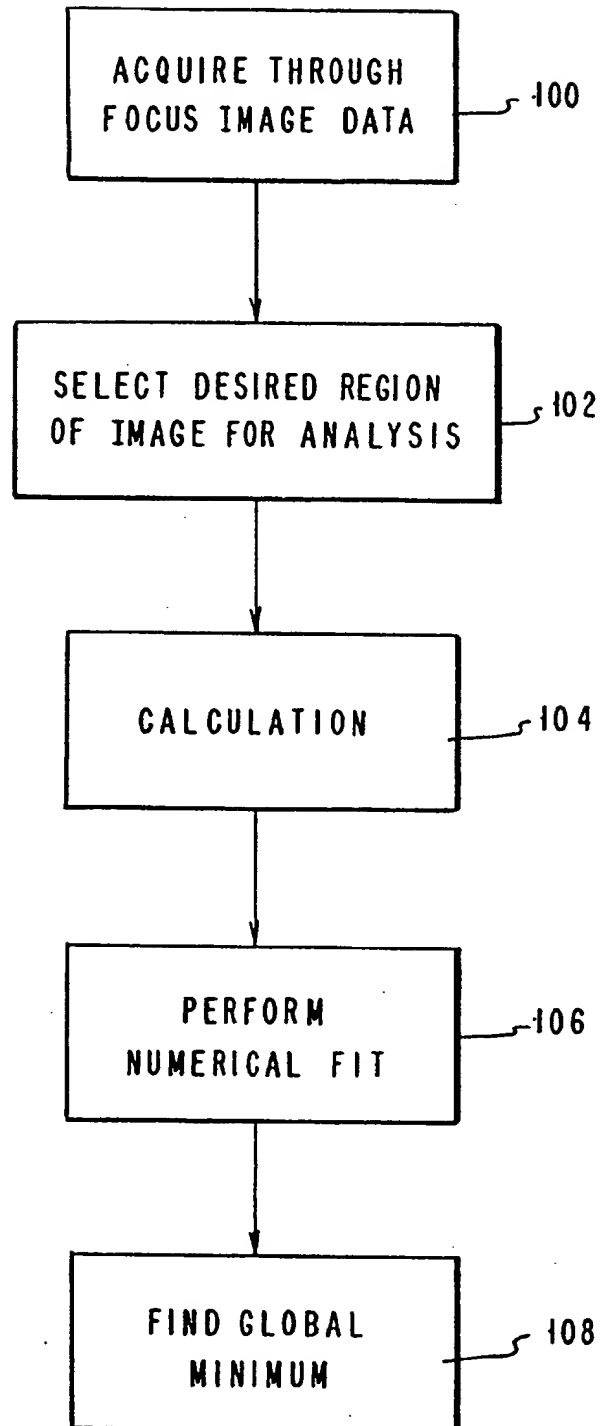 ACQUIRE THROUGH
FOCUS IMAGE DATA
100
SELECT DESIRED REGION
OF IMAGE FOR ANALYSIS
102
CALCULATION
104
PERFORM
NUMERICAL FIT
106
FIND GLOBAL
MINIMUM
108